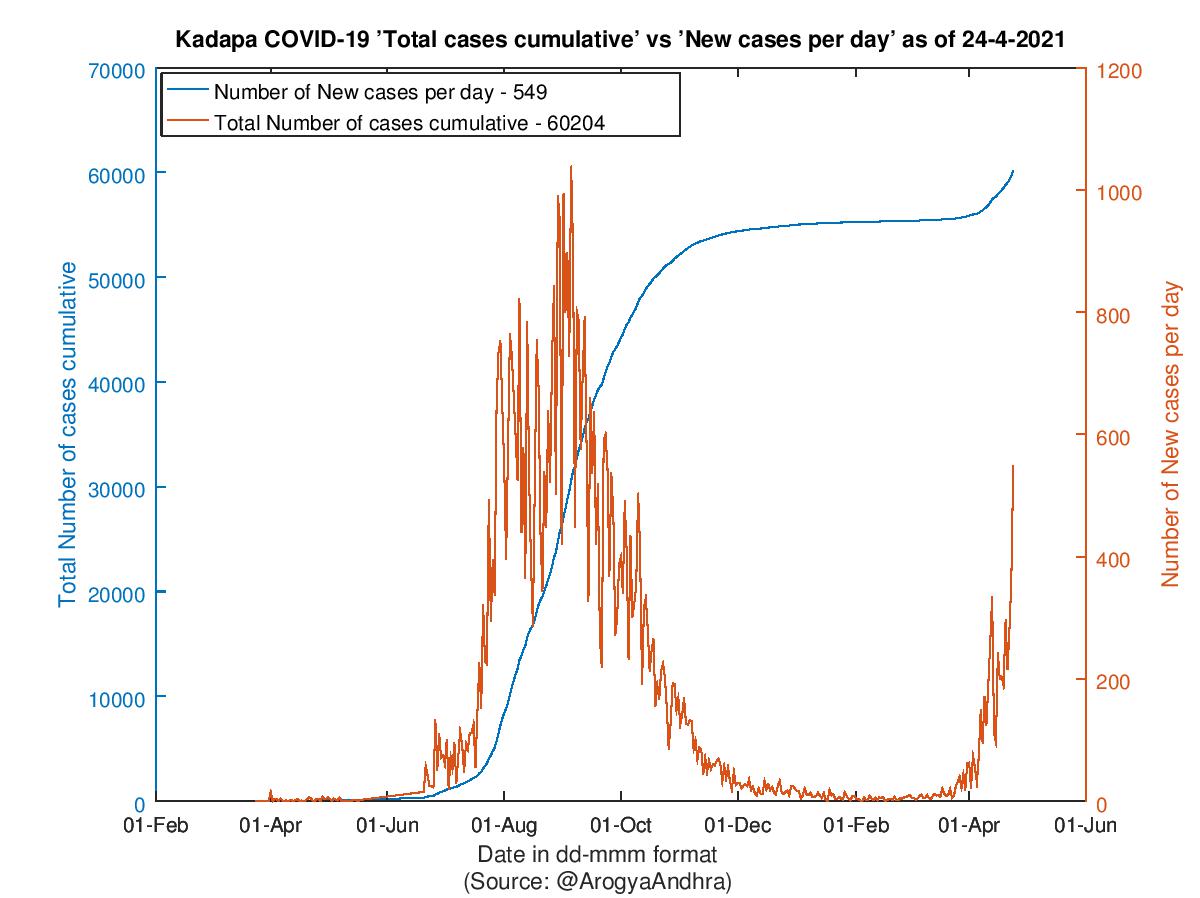 Kadapa COVID-19 ’Total cases cumulative’ vs ’New cases per day’ as of 24-4-2021
Number of New cases per day - 549
Total Number of cases cumulative - 60204
Total Number of cases cumulative
70000
60000
50000
40000
30000
20000
10000
0
Number of New cases per day
1200
1000
800
600
400
200
0
01-Feb 01-Apr 01-Jun 01-Aug 01-Oct 01-Dec 01-Feb 01-Apr 01-Jun
Date in dd-mmm format
(Source: @ArogyaAndhra)